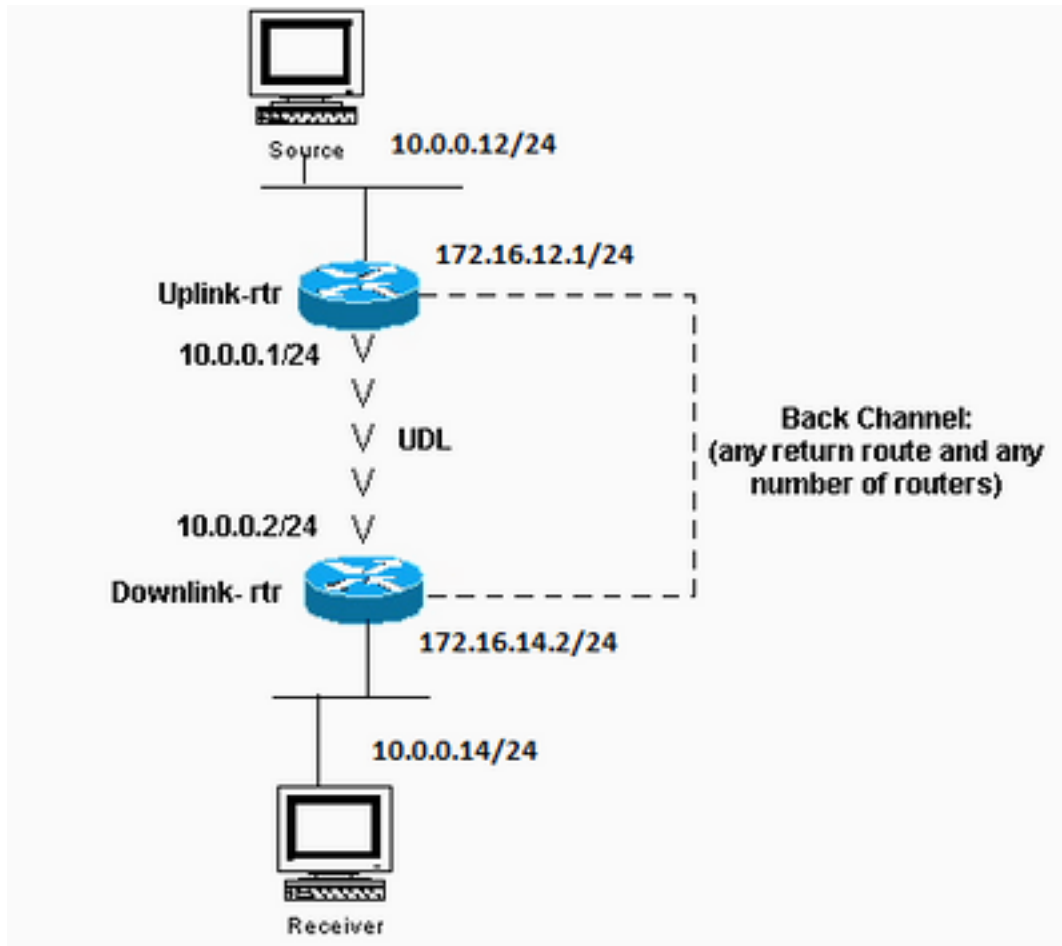 Source
10.0.0.12/24
172.16.12.1/24
Uplink-rtr
10.0.0.1/24
UDL
Back Channel:
(any return route and any
number of routers)
10.0.0.2/24
Downlink- rtr
172.16.14.2/24
10.0.0.14/24
Receiver